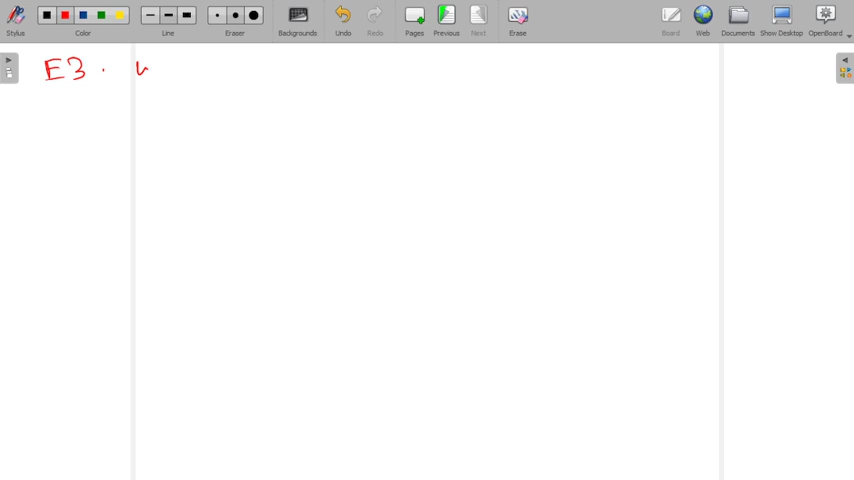 Stylus Color Line Eraser Backgrounds Undo Redo Pages Previous Next Erase Board Web Documents Show Desktop OpenBoard
E3.